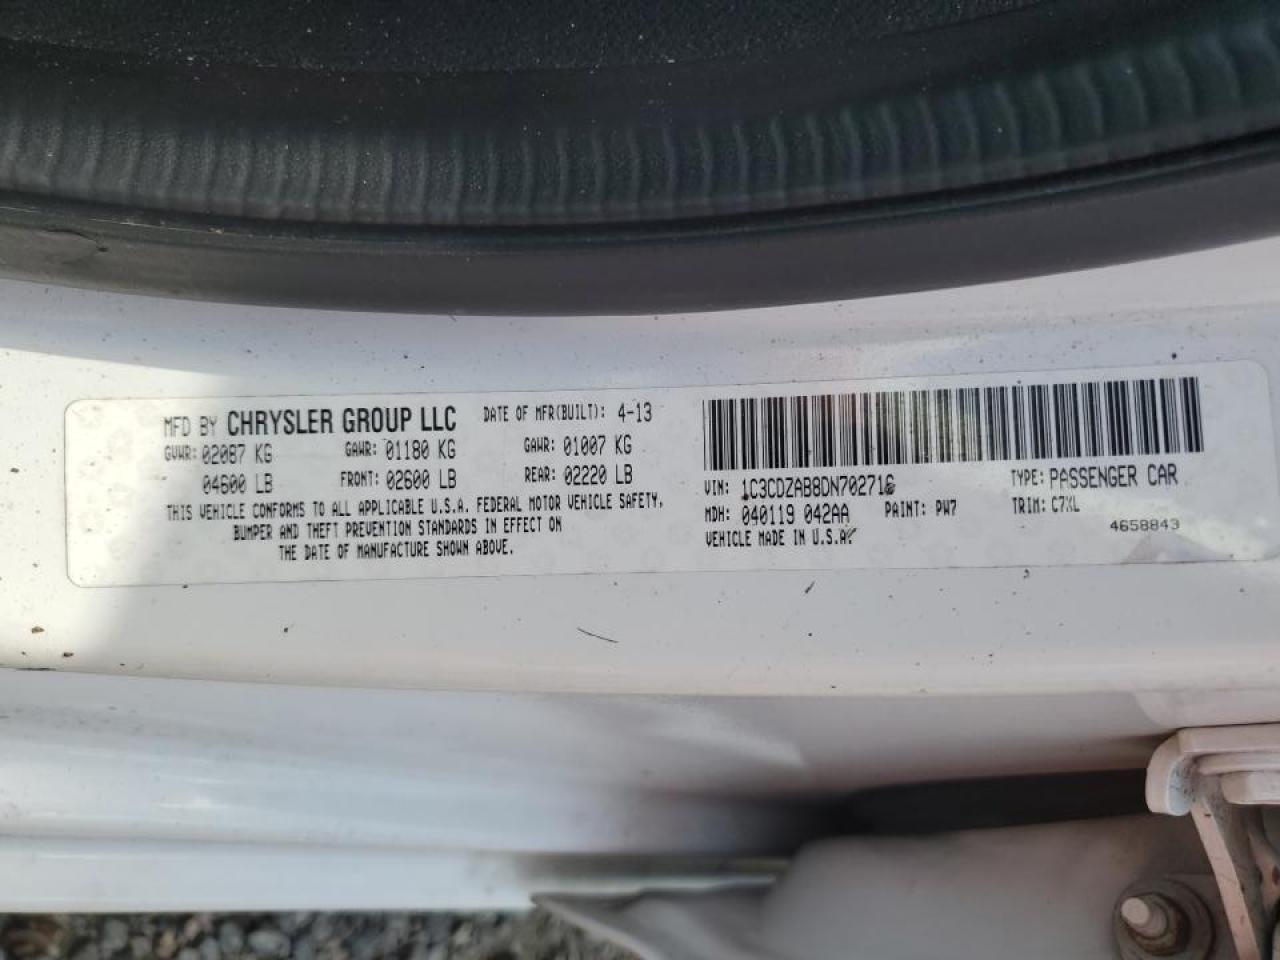 MFD BY CHRYSLER GROUP LLC DATE OF MFR(BUILT): 4-13
GVWR: 02087 KG GAWR: 01180 KG GAWR: 01007 KG
04600 LB FRONT: 02600 LB REAR: 02220 LB
THIS VEHICLE CONFORMS TO ALL APPLICABLE U.S.A. FEDERAL MOTOR VEHICLE SAFETY,
BUMPER AND THEFT PREVENTION STANDARDS IN EFFECT ON
THE DATE OF MANUFACTURE SHOWN ABOVE.
VIN: 1C3CDZAB8DN702716 TYPE: PASSENGER CAR
MDH: 040119 042AA PAINT: PW7 TRIM: C7XL
VEHICLE MADE IN U.S.A. 4658843